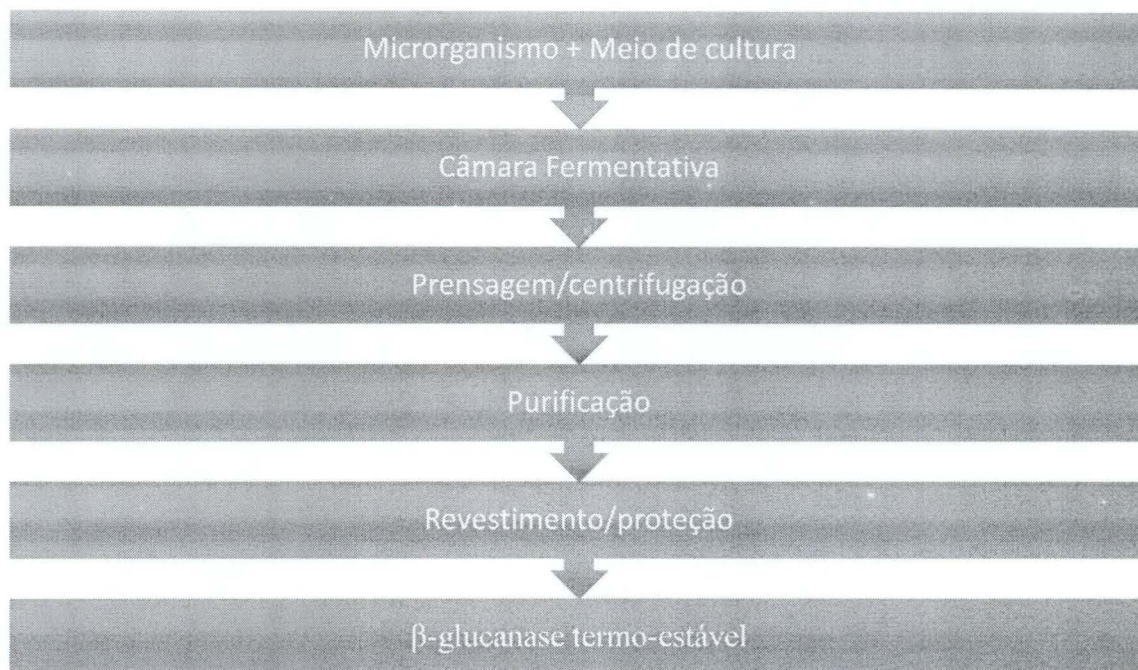 Microrganismo + Meio de cultura
Câmara Fermentativa
Prensagem/centrifugação
Purificação
Revestimento/proteção
β-glucanase termo-estável